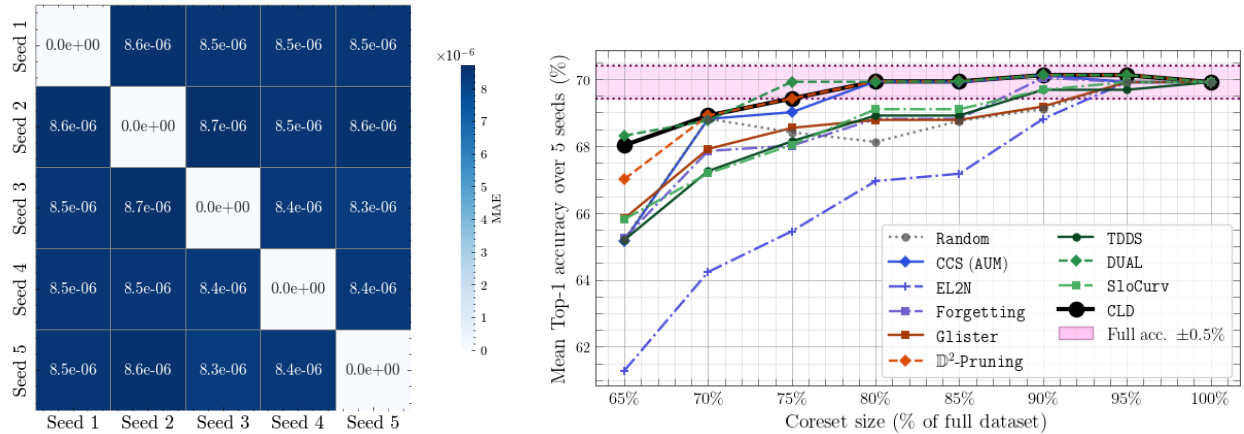 Seed 1
0.0e+00 8.6e-06 8.5e-06 8.5e-06 8.5e-06
Seed 2
8.6e-06 0.0e+00 8.7e-06 8.5e-06 8.6e-06
Seed 3
8.5e-06 8.7e-06 0.0e+00 8.4e-06 8.3e-06
Seed 4
8.5e-06 8.5e-06 8.4e-06 0.0e+00 8.4e-06
Seed 5
8.5e-06 8.6e-06 8.3e-06 8.4e-06 0.0e+00
Seed 1 Seed 2 Seed 3 Seed 4 Seed 5
×10⁻⁶
8
7
6
5
4
3
2
1
0
MAE
Mean Top-1 accuracy over 5 seeds (%)
70
68
66
64
62
65% 70% 75% 80% 85% 90% 95% 100%
Coreset size (% of full dataset)
Random
CCS (AUM)
EL2N
Forgetting
Glister
𝔻²-Pruning
TDDS
DUAL
SloCurv
CLD
Full acc. ±0.5%